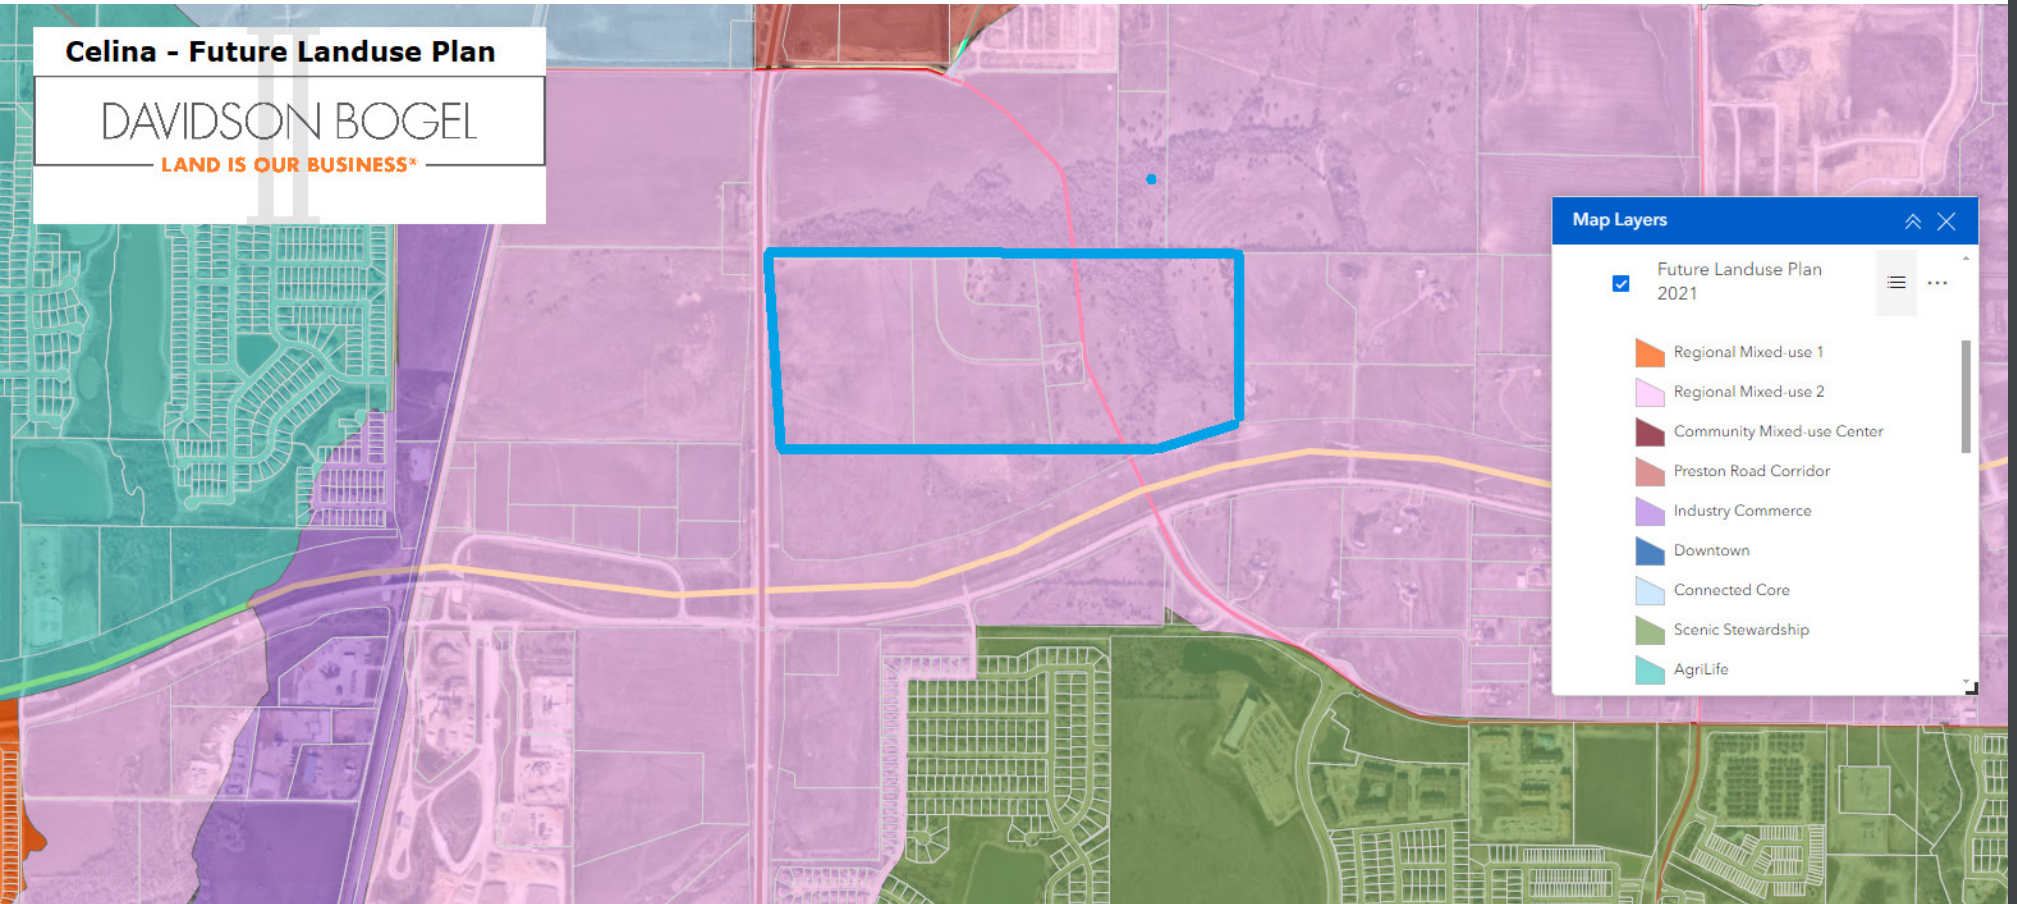 Celina - Future Landuse Plan
DAVIDSON BOGEL
LAND IS OUR BUSINESS®
Map Layers
Future Landuse Plan
2021
Regional Mixed-use 1
Regional Mixed-use 2
Community Mixed-use Center
Preston Road Corridor
Industry Commerce
Downtown
Connected Core
Scenic Stewardship
AgriLife